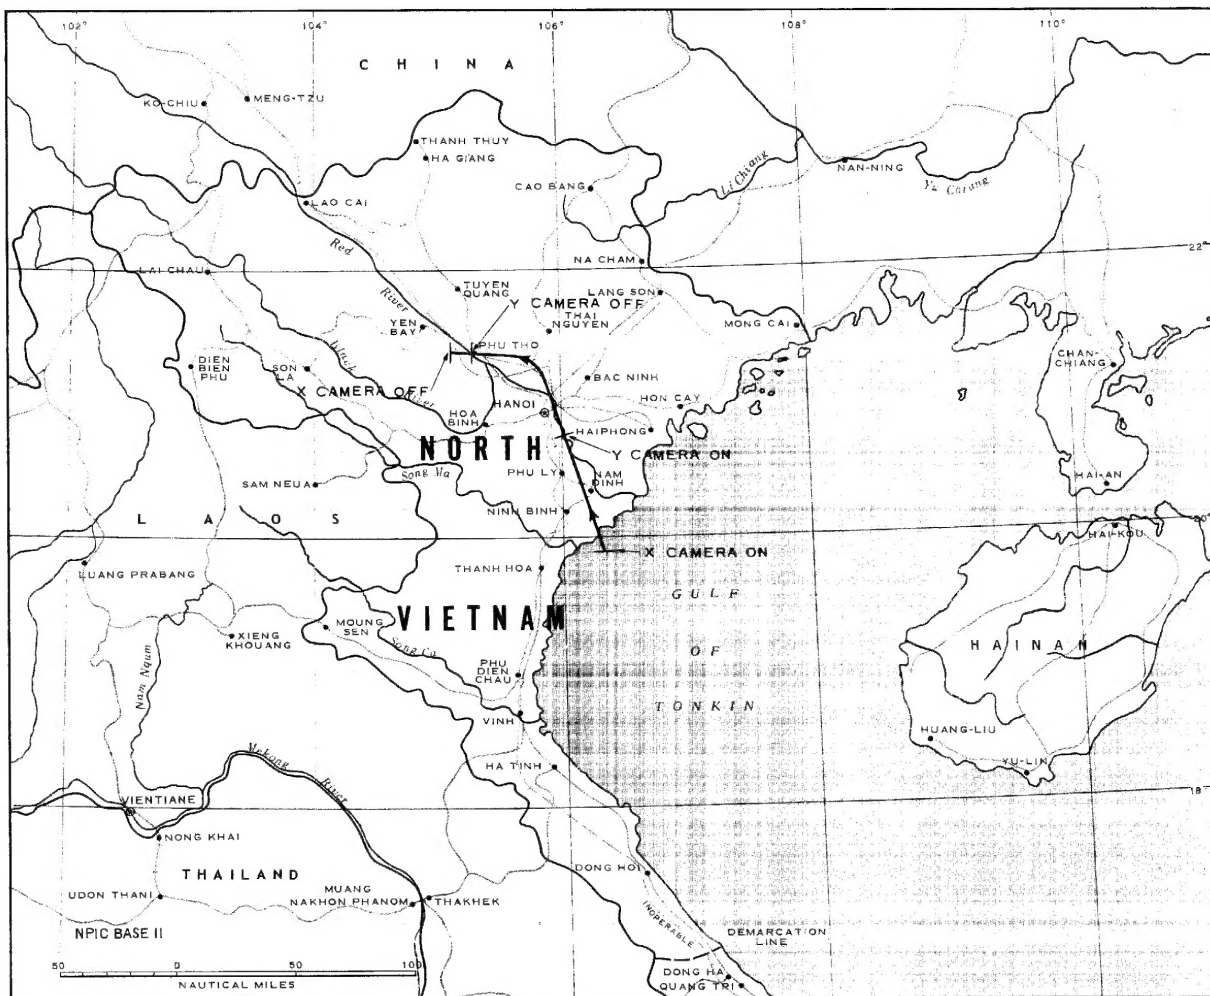 102°
104°
106°
108°
110°
CHINA
KO-CHIU
MENG-TZU
THANH THUY
HA GIANG
CAO BANG
Li Chiang
NAN-NING
Yu Chiang
LAO CAI
Red
River
NA CHAM
22°
LAI CHAU
TUYEN
QUANG
Y CAMERA OFF
LANG SON
THAI
NGUYEN
YEN
BAY
MONG CAI
PHU THO
DIEN
BIEN
PHU
SON
LA
River
X CAMERA OFF
BAC NINH
CHAN-
CHIANG
HANOI
HON GAY
HOA
BINH
HAIPHONG
NORTH
Y CAMERA ON
Song Ma
PHU LY
NAM
DINH
SAM NEUA
HAI-AN
NINH BINH
LAOS
20°
HAI-KOU
X CAMERA ON
LUANG PRABANG
THANH HOA
GULF
VIETNAM
MOUNG
SEN
XIENG
KHOUANG
Song Ca
OF
HAINAN
Nam Ngum
PHU
DIEN
CHAU
TONKIN
VINH
HUANG-LIU
YU-LIN
HA TINH
Mekong
River
18°
VIENTIANE
NONG KHAI
THAILAND
DONG HOI
UDON THANI
MUANG
NAKHON PHANOM
THAKHEK
INOPERABLE
NPIC BASE II
DEMARCATION
LINE
50
0
50
100
NAUTICAL MILES
DONG HA
QUANG TRI